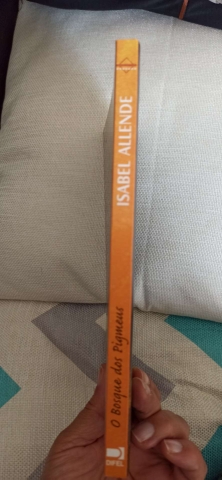 ISABEL ALLENDE
O Bosque dos Pigmeus
DIFEL